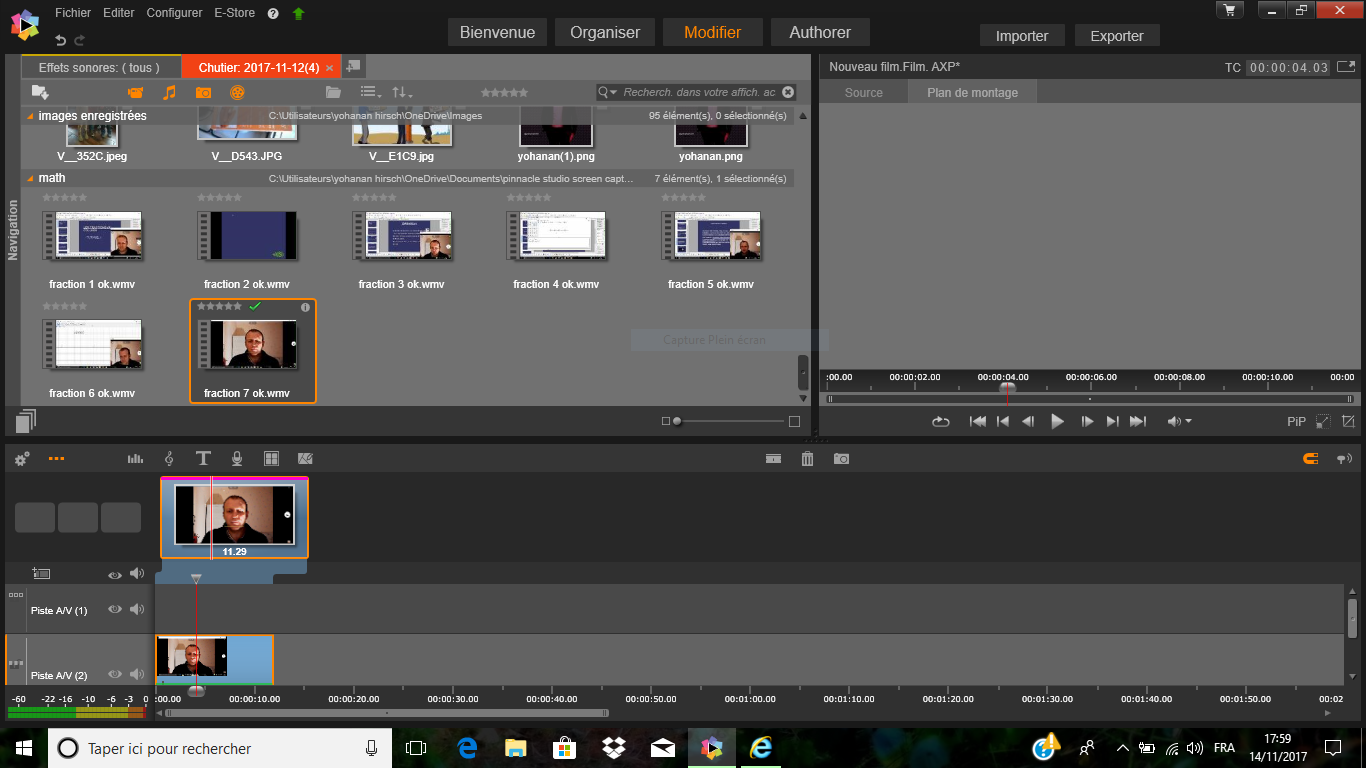 Fichier Editer Configurer E-Store
Bienvenue Organiser Modifier Authorer
Importer Exporter
Effets sonores: ( tous ) Chutier: 2017-11-12(4)
Nouveau film.Film. AXP* TC 00:00:04.03
Source Plan de montage
Recherch. dans votre affich. ac
images enregistrées C:\Utilisateurs\yohanan hirsch\OneDrive\Images 95 élément(s), 0 sélectionné(s)
V__352C.jpeg V__D543.JPG V__E1C9.jpg yohanan(1).png yohanan.png
math C:\Utilisateurs\yohanan hirsch\OneDrive\Documents\pinnacle studio screen capt... 7 élément(s), 1 sélectionné(s)
Navigation
fraction 1 ok.wmv fraction 2 ok.wmv fraction 3 ok.wmv fraction 4 ok.wmv fraction 5 ok.wmv
Capture Plein ecran
fraction 6 ok.wmv fraction 7 ok.wmv
:00.00 00:00:02.00 00:00:04.00 00:00:06.00 00:00:08.00 00:00:10.00 00:00
PiP
11.29
Piste A/V (1)
Piste A/V (2)
-60 -22 -16 -10 -6 -3 0
:00.00 00:00:10.00 00:00:20.00 00:00:30.00 00:00:40.00 00:00:50.00 00:01:00.00 00:01:10.00 00:01:20.00 00:01:30.00 00:01:40.00 00:01:50.00 00:02
Taper ici pour rechercher
FRA
17:59
14/11/2017